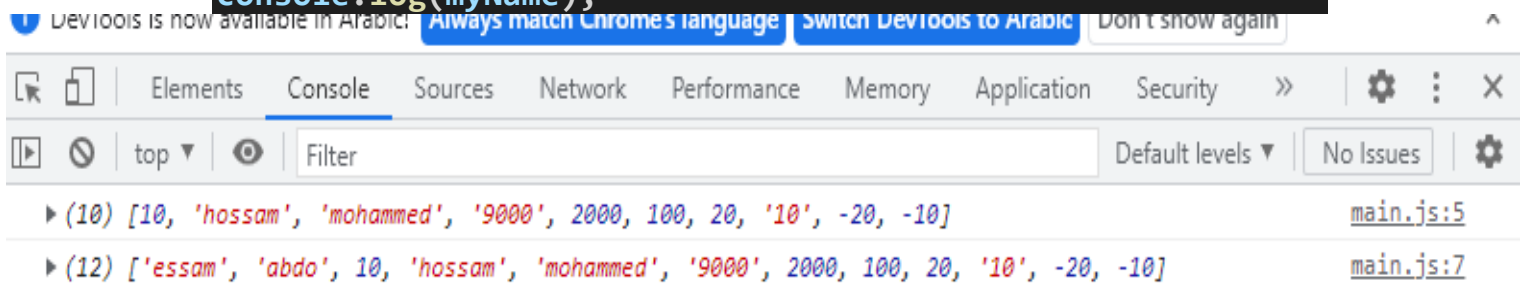 console.log(myName);
DevTools is now available in Arabic! Always match Chrome's language Switch DevTools to Arabic Don't show again
Elements Console Sources Network Performance Memory Application Security
top Filter Default levels No Issues
(10) [10, 'hossam', 'mohammed', '9000', 2000, 100, 20, '10', -20, -10] main.js:5
(12) ['essam', 'abdo', 10, 'hossam', 'mohammed', '9000', 2000, 100, 20, '10', -20, -10] main.js:7